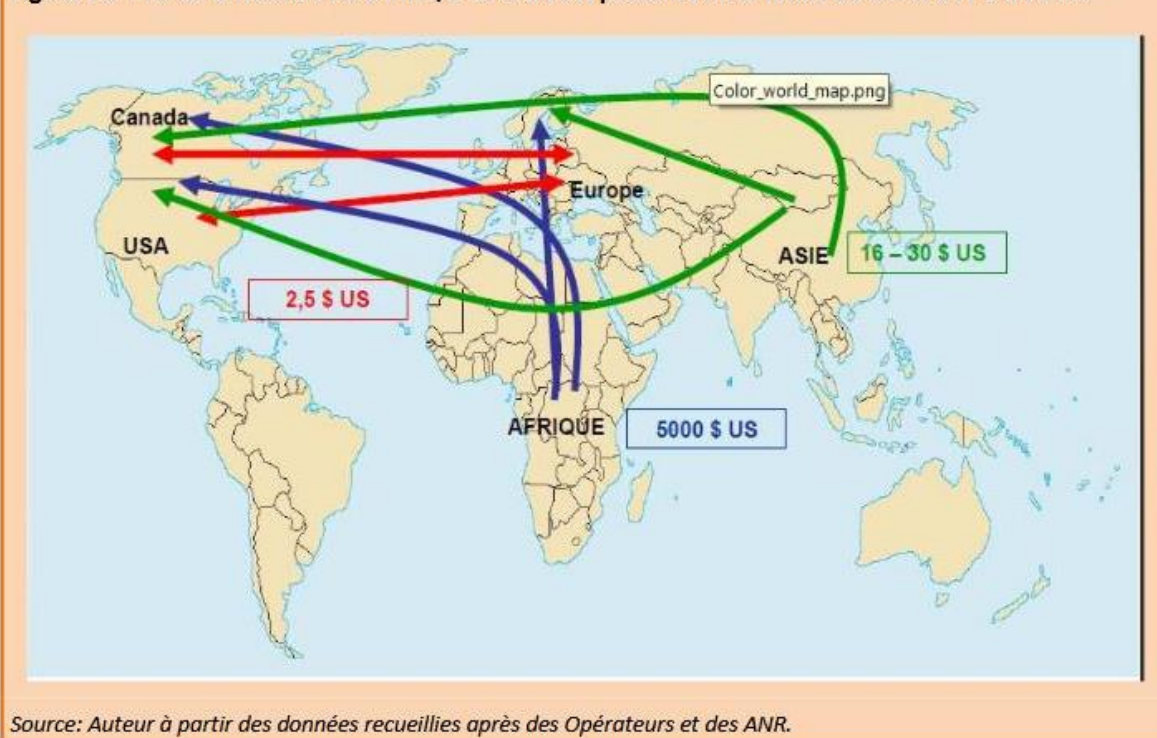 Color_world_map.png
Canada
Europe
USA
ASIE
16 – 30 $ US
2,5 $ US
AFRIQUE
5000 $ US
Source: Auteur à partir des données recueillies après des Opérateurs et des ANR.